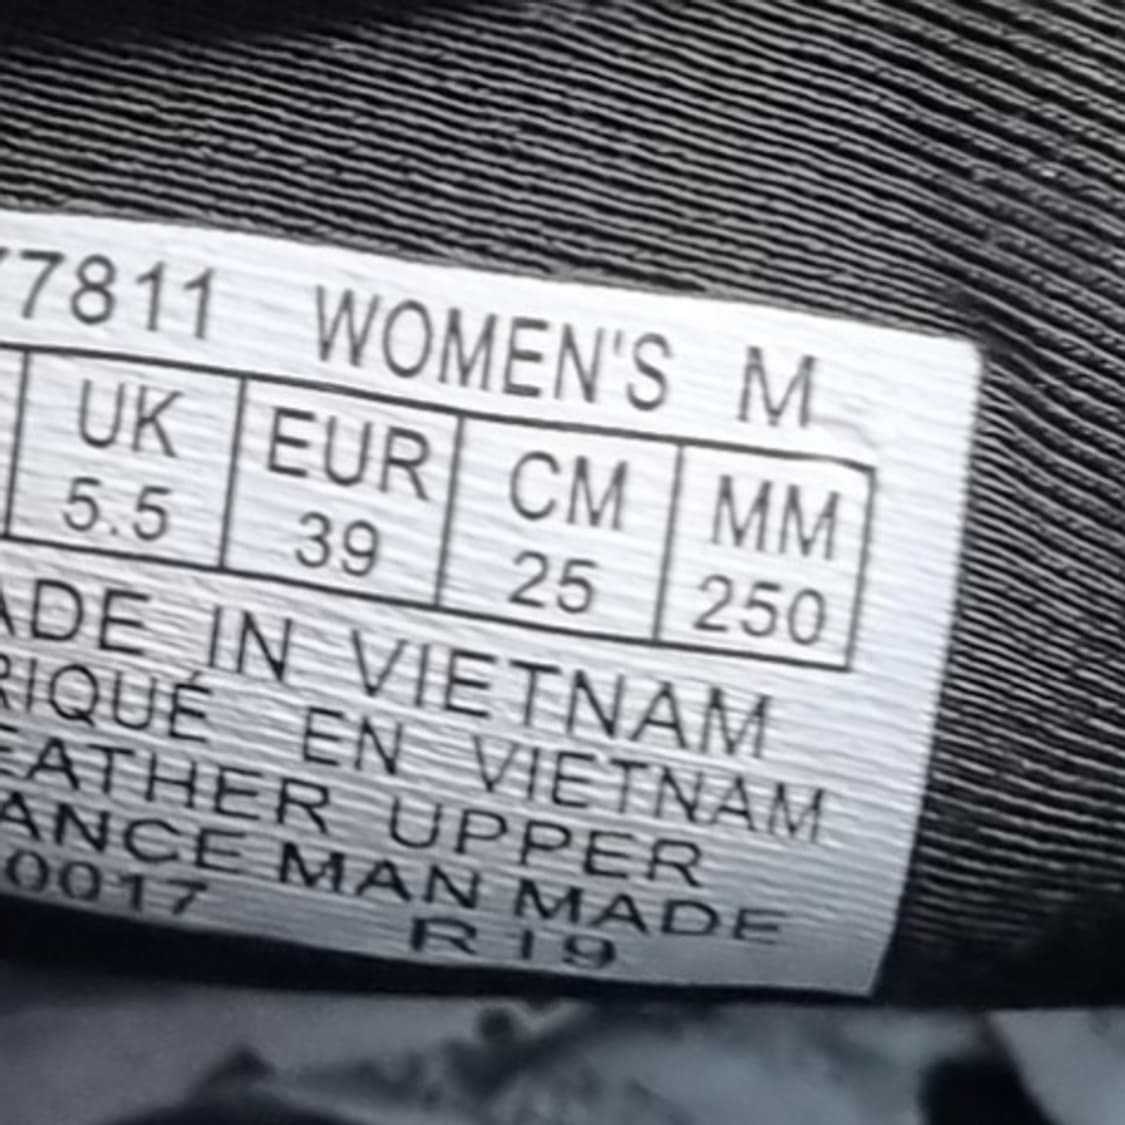 7811 WOMEN'S M
UK EUR CM MM
5.5 39 25 250
ADE IN VIETNAM
RIQUÉ EN VIETNAM
EATHER UPPER
ANCE MAN MADE
0017 R19